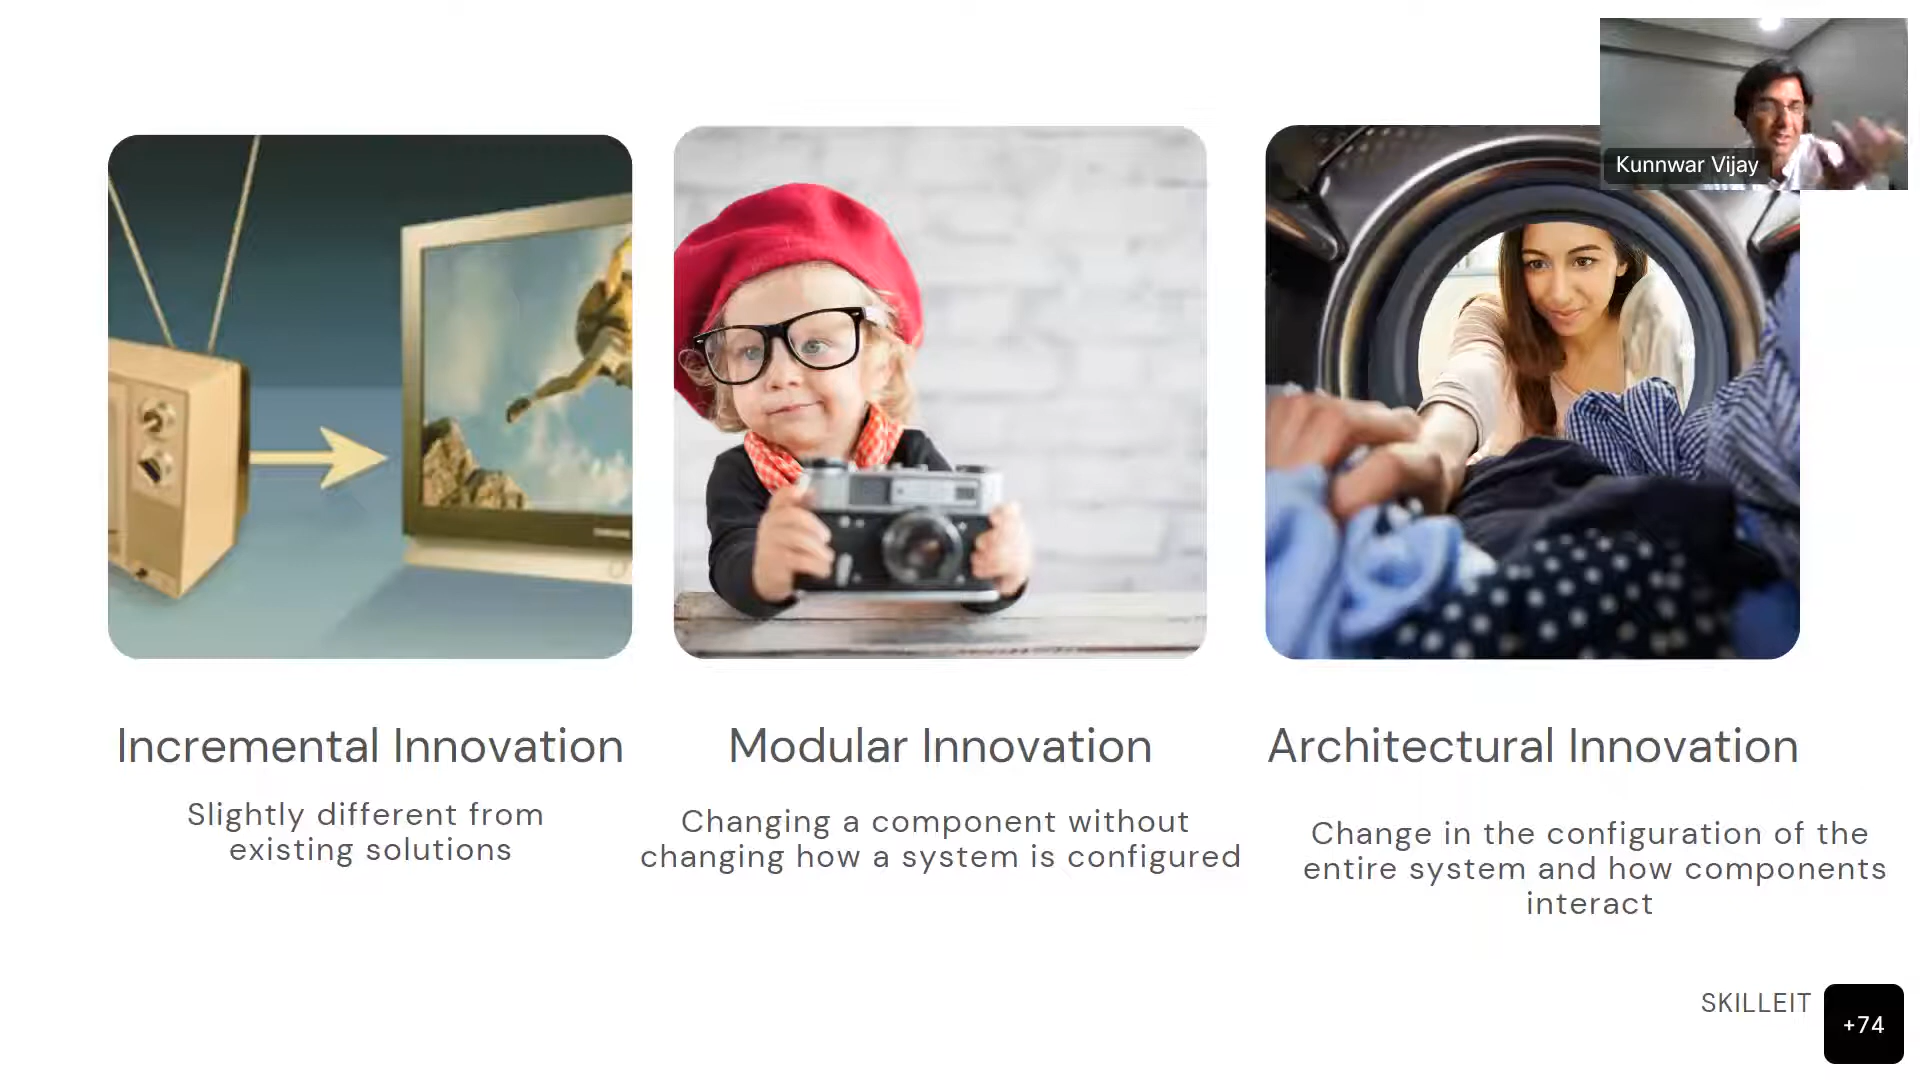 Kunnwar Vijay
Incremental Innovation
Slightly different from
existing solutions
Modular Innovation
Changing a component without
changing how a system is configured
Architectural Innovation
Change in the configuration of the
entire system and how components
interact
SKILLEIT
+74